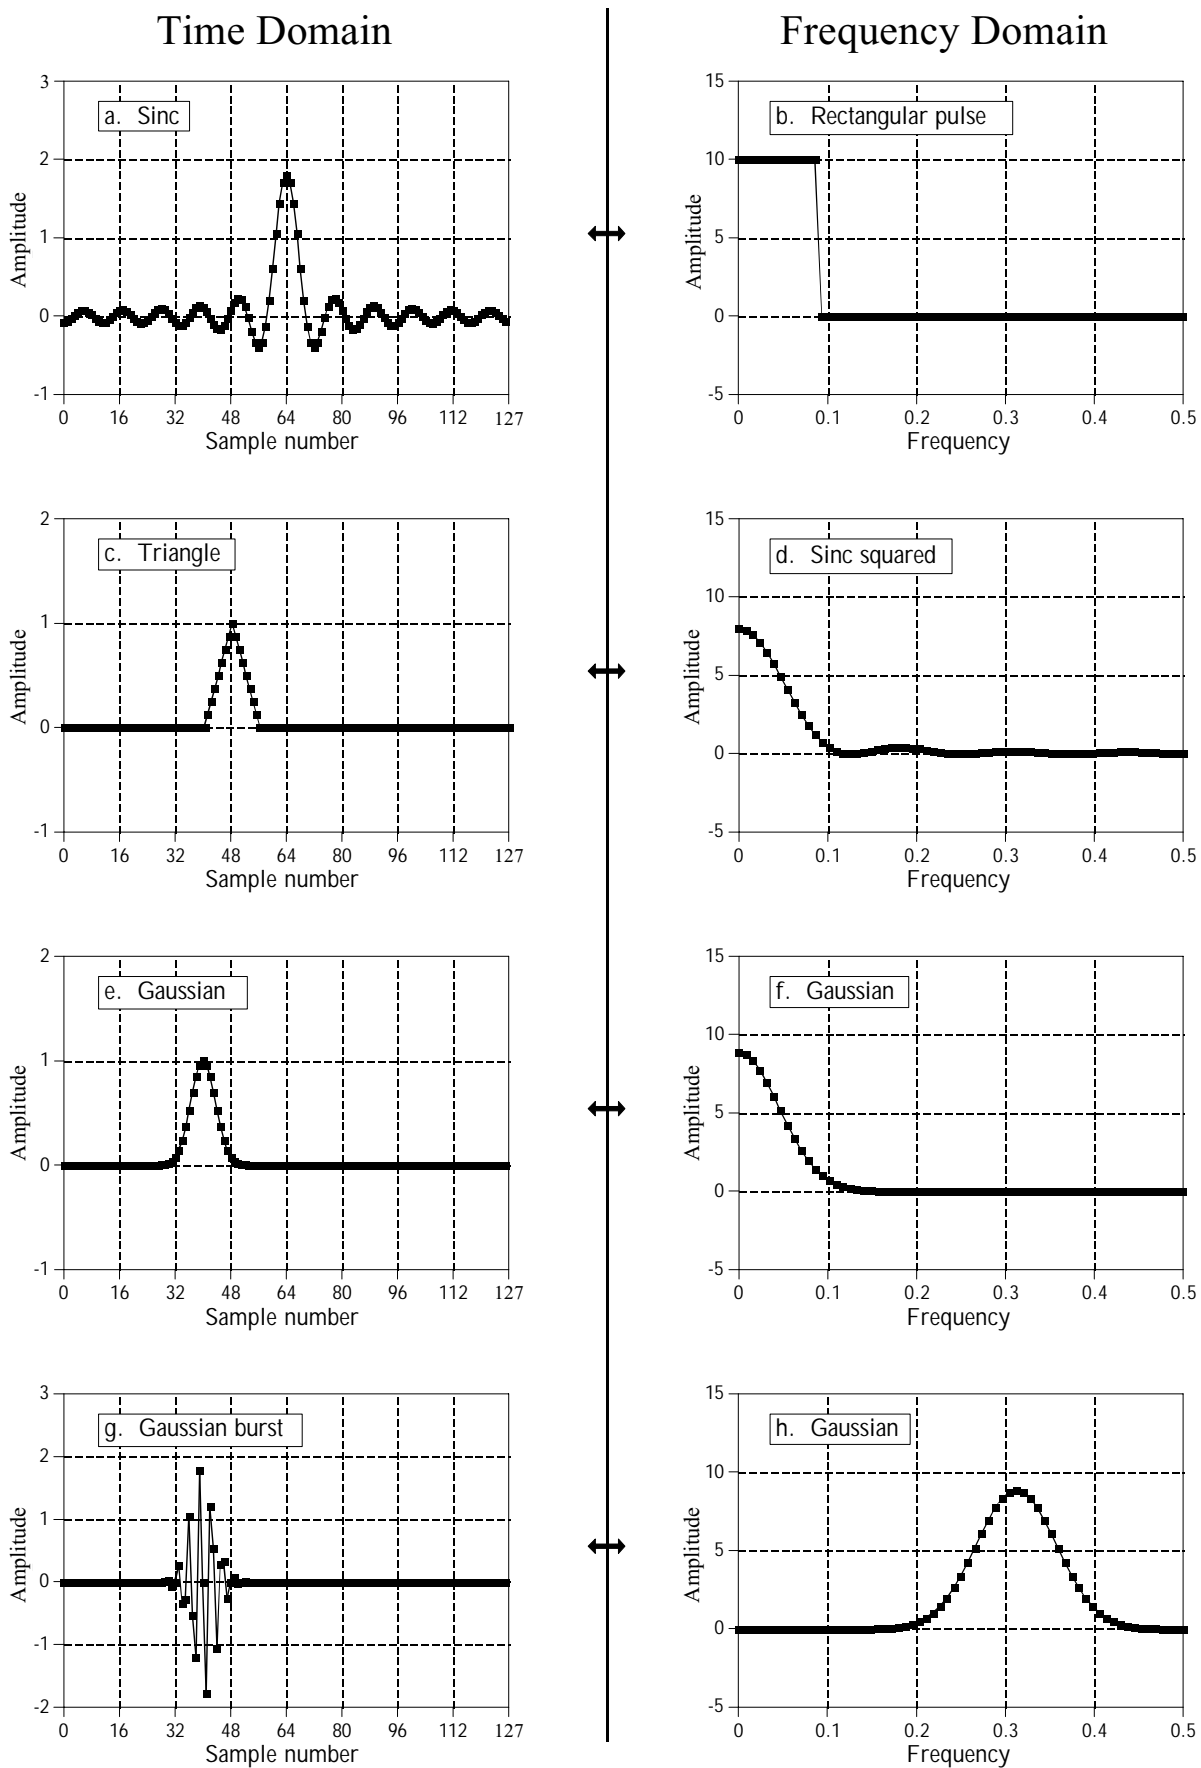 Time Domain
Frequency Domain
3
2
1
0
-1
Amplitude
a. Sinc
0 16 32 48 64 80 96 112 127
Sample number
15
10
5
0
-5
Amplitude
b. Rectangular pulse
0 0.1 0.2 0.3 0.4 0.5
Frequency
2
1
0
-1
Amplitude
c. Triangle
0 16 32 48 64 80 96 112 127
Sample number
15
10
5
0
-5
Amplitude
d. Sinc squared
0 0.1 0.2 0.3 0.4 0.5
Frequency
2
1
0
-1
Amplitude
e. Gaussian
0 16 32 48 64 80 96 112 127
Sample number
15
10
5
0
-5
Amplitude
f. Gaussian
0 0.1 0.2 0.3 0.4 0.5
Frequency
3
2
1
0
-1
-2
Amplitude
g. Gaussian burst
0 16 32 48 64 80 96 112 127
Sample number
15
10
5
0
-5
Amplitude
h. Gaussian
0 0.1 0.2 0.3 0.4 0.5
Frequency